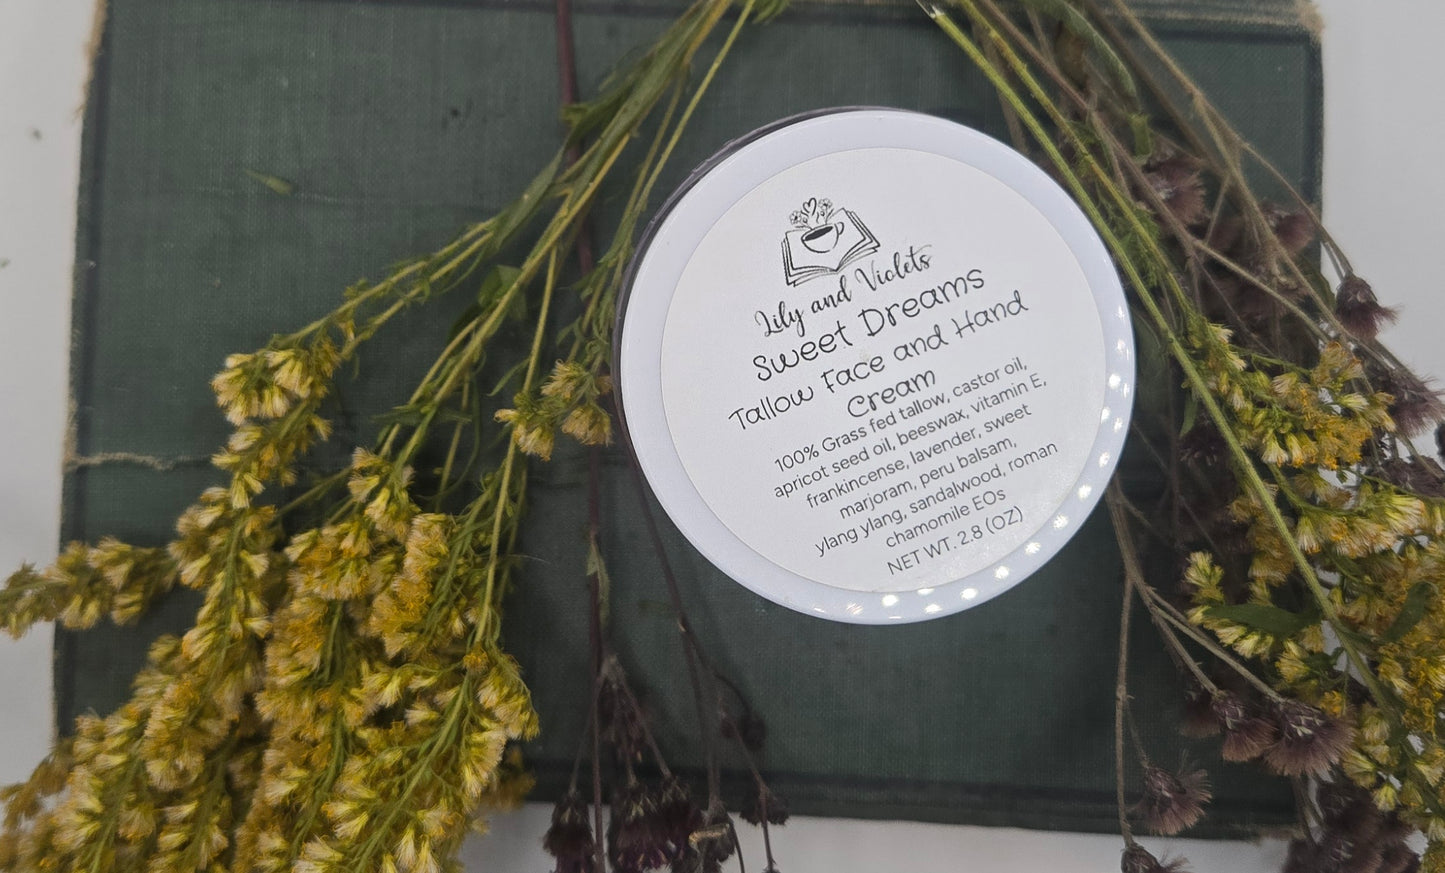 Lily and Violets
Sweet Dreams
Tallow Face and Hand
Cream
100% Grass fed tallow, castor oil,
apricot seed oil, beeswax, vitamin E,
frankincense, lavender, sweet
marjoram, peru balsam,
ylang ylang, sandalwood, roman
chamomile EOs
NET WT. 2.8 (OZ)